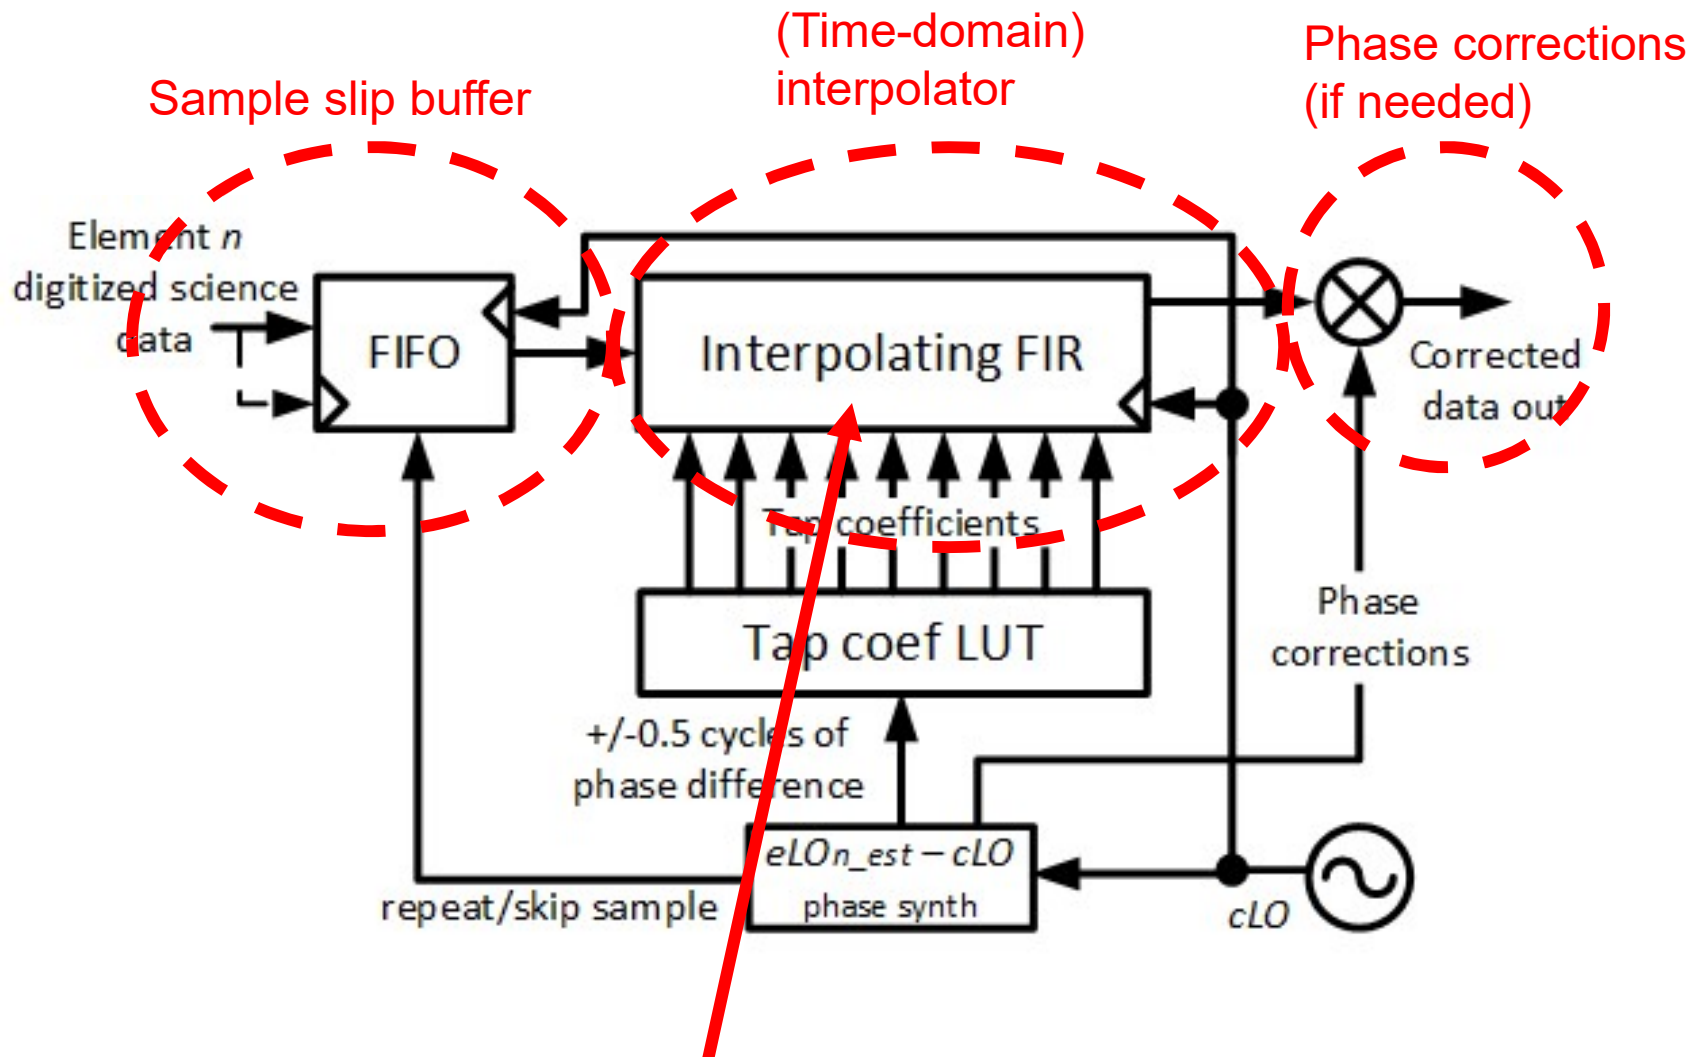 (Time-domain)
interpolator
Phase corrections
(if needed)
Sample slip buffer
Element n
digitized science
data
FIFO
Interpolating FIR
Corrected
data out
Tap coefficients
Tap coef LUT
Phase
corrections
+/-0.5 cycles of
phase difference
eLOn_est – cLO
phase synth
repeat/skip sample
cLO